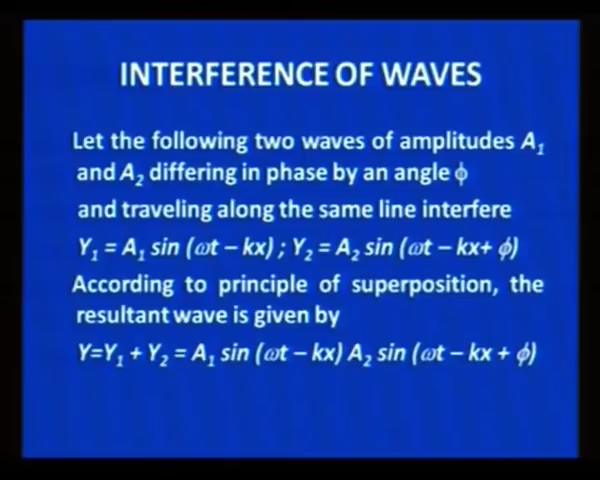 INTERFERENCE OF WAVES
Let the following two waves of amplitudes A₁
and A₂ differing in phase by an angle ϕ
and traveling along the same line interfere
Y₁ = A₁ sin (ωt – kx) ; Y₂ = A₂ sin (ωt – kx+ ϕ)
According to principle of superposition, the
resultant wave is given by
Y=Y₁ + Y₂ = A₁ sin (ωt – kx) A₂ sin (ωt – kx + ϕ)